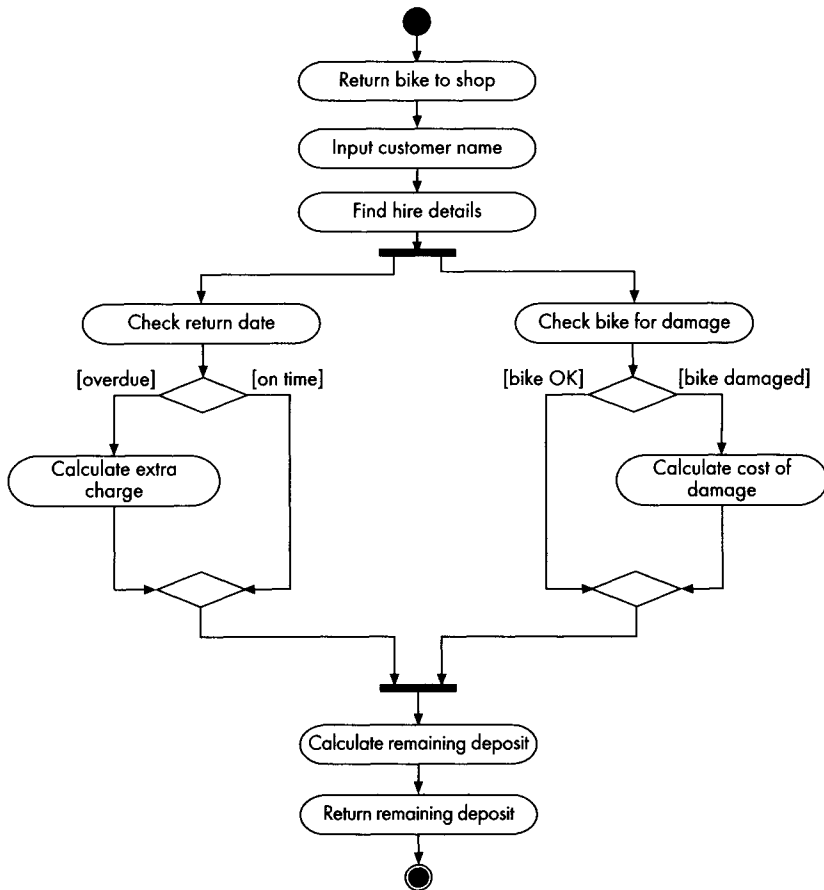 Return bike to shop
Input customer name
Find hire details
Check return date
Check bike for damage
[overdue]
[on time]
[bike OK]
[bike damaged]
Calculate extra
charge
Calculate cost of
damage
Calculate remaining deposit
Return remaining deposit